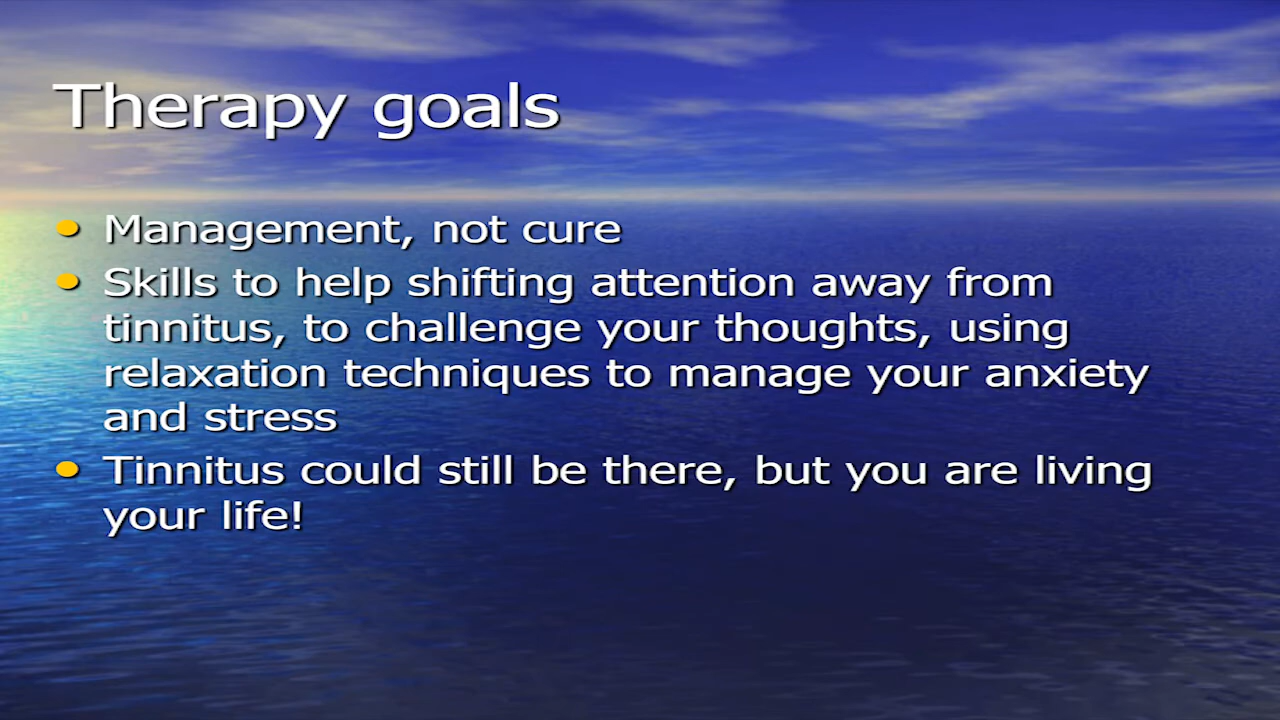 Therapy goals
• Management, not cure
• Skills to help shifting attention away from
tinnitus, to challenge your thoughts, using
relaxation techniques to manage your anxiety
and stress
• Tinnitus could still be there, but you are living
your life!